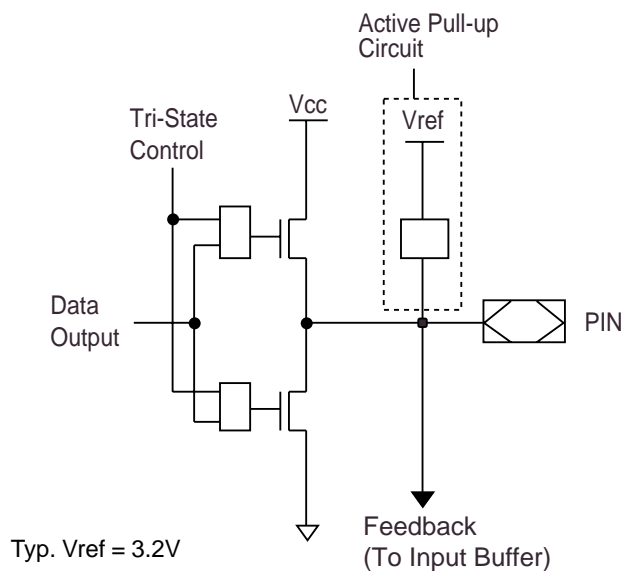 Active Pull-up
Circuit
Vcc
Vref
Tri-State
Control
Data
Output
PIN
Feedback
(To Input Buffer)
Typ. Vref = 3.2V